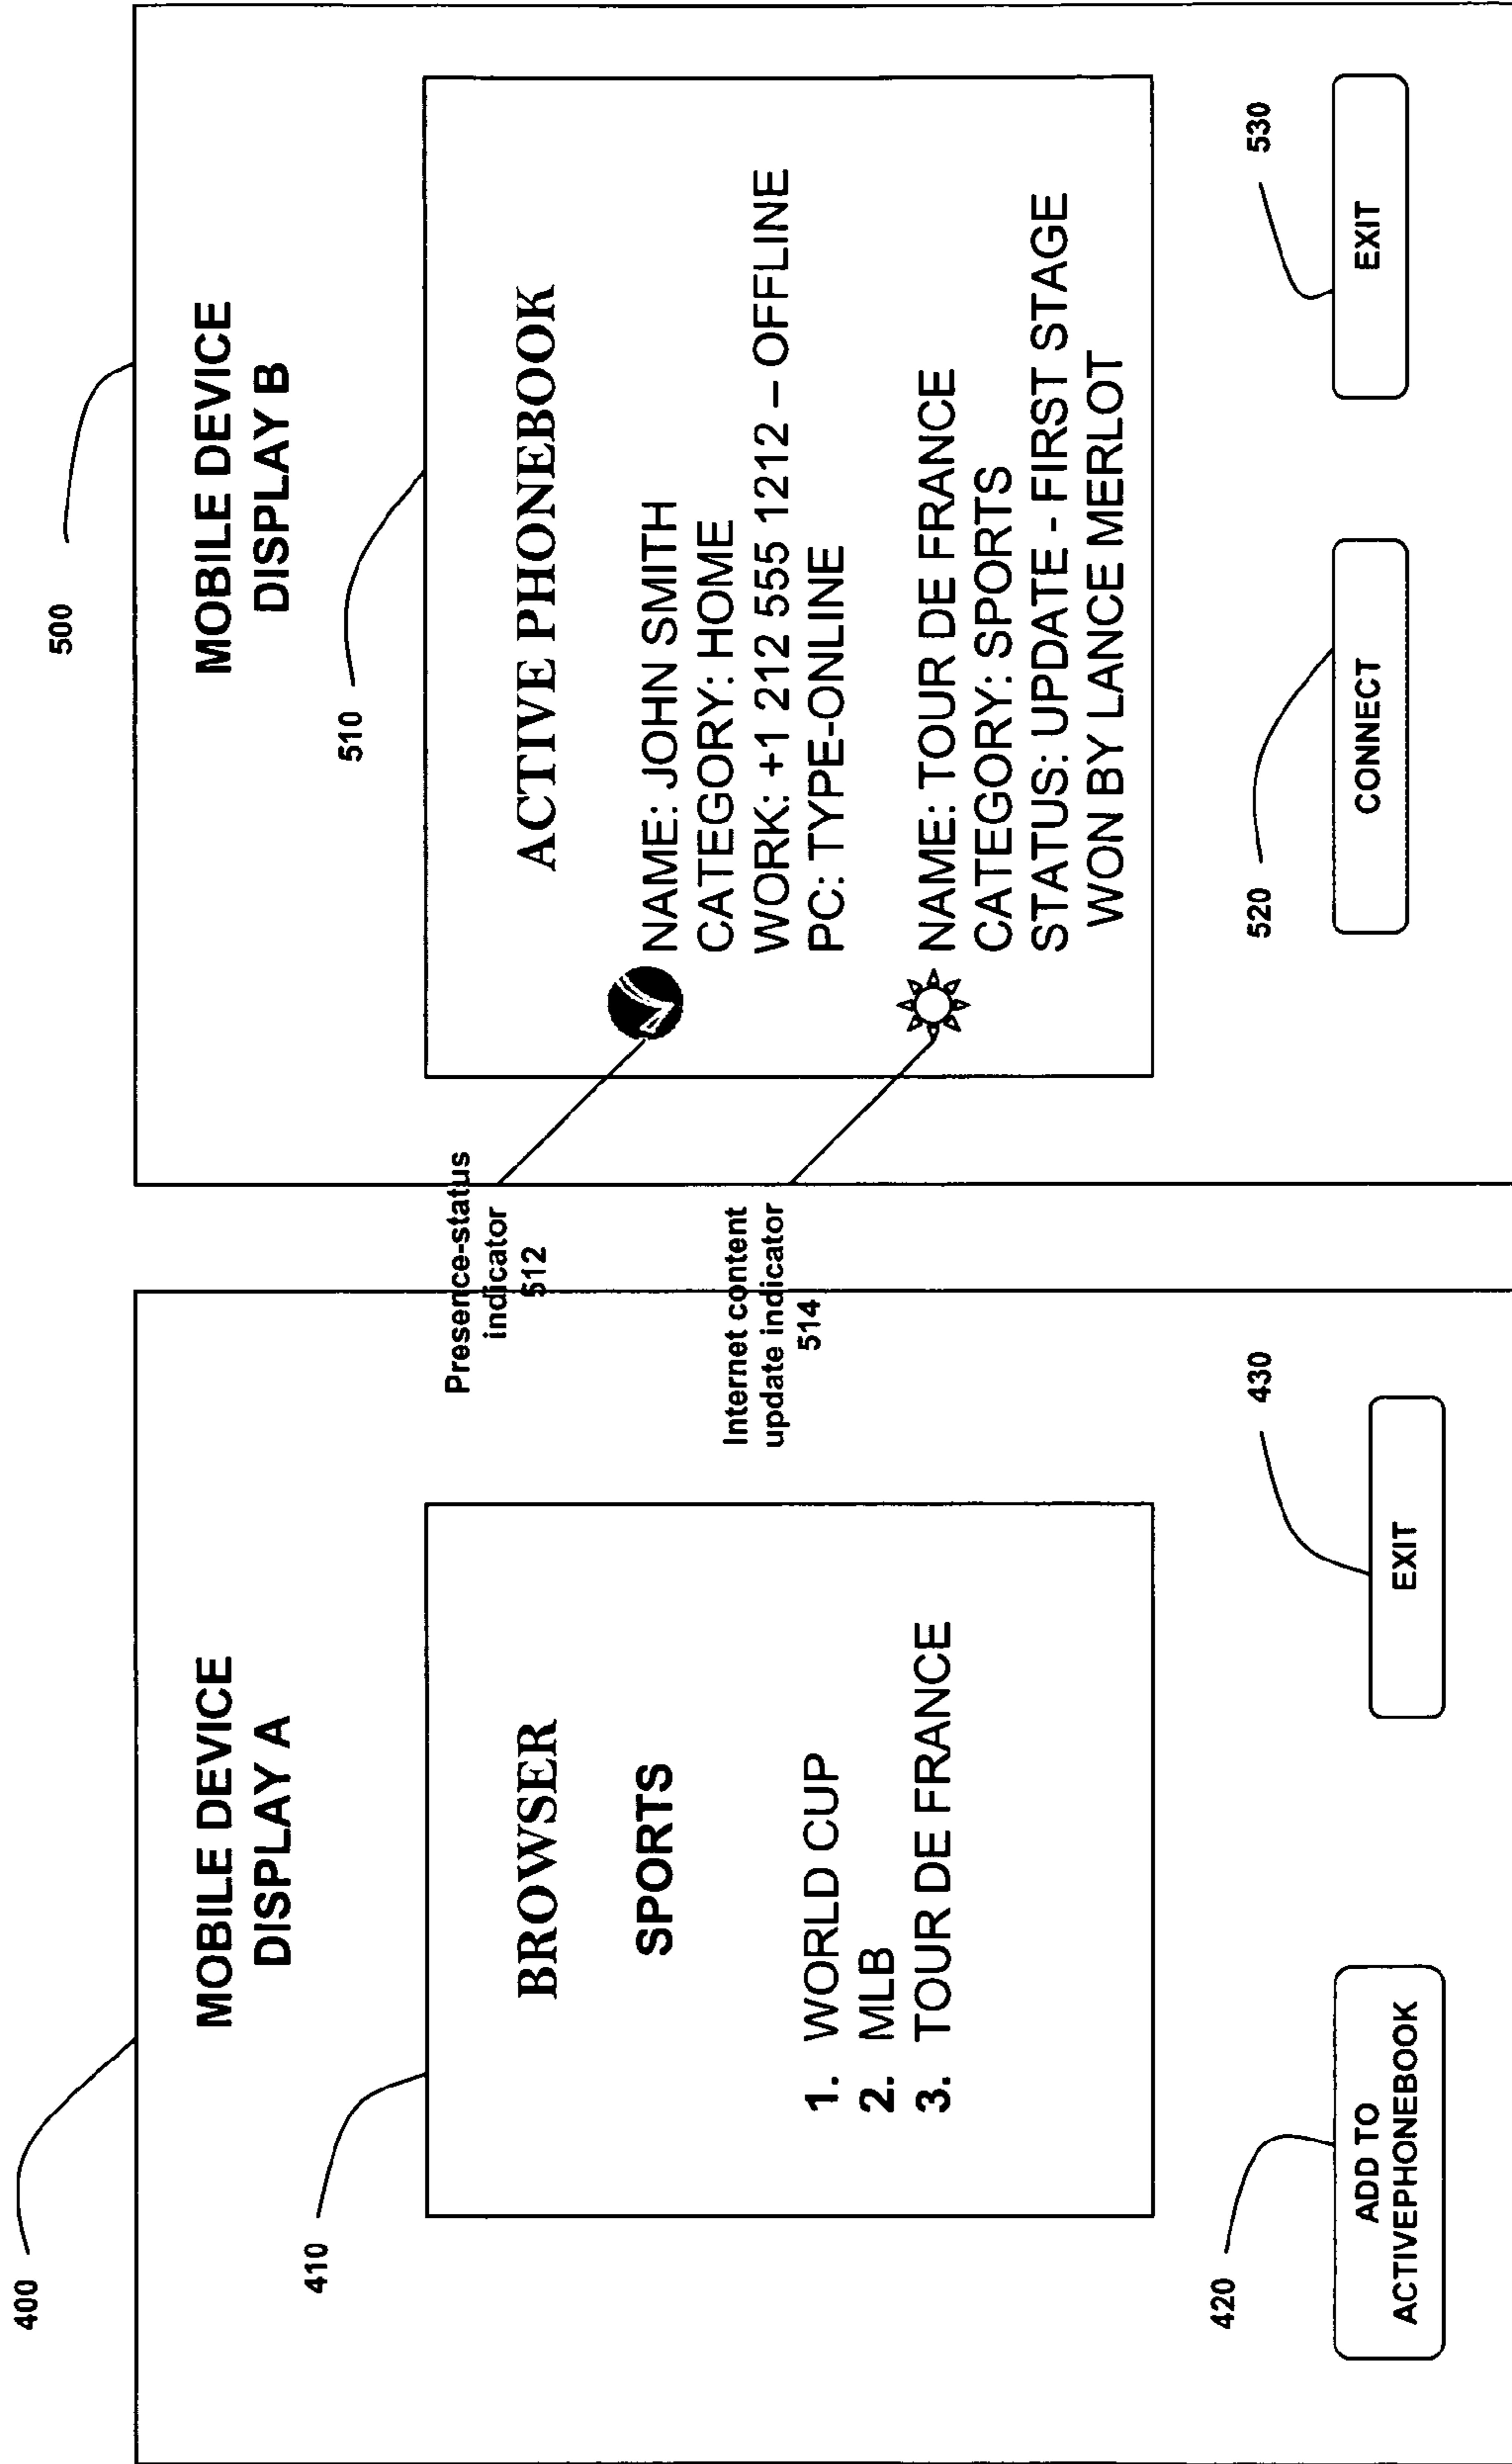 400
MOBILE DEVICE
DISPLAY A
410
BROWSER
SPORTS
1. WORLD CUP
2. MLB
3. TOUR DE FRANCE
420
ADD TO
ACTIVEPHONEBOOK
430
EXIT
500
MOBILE DEVICE
DISPLAY B
510
Presence-status
indicator
512
Internet content
update indicator
514
ACTIVE PHONEBOOK
NAME: JOHN SMITH
CATEGORY: HOME
WORK: +1 212 555 1212 – OFFLINE
PC: TYPE-ONLINE
NAME: TOUR DE FRANCE
CATEGORY: SPORTS
STATUS: UPDATE - FIRST STAGE
WON BY LANCE MERLOT
520
CONNECT
530
EXIT